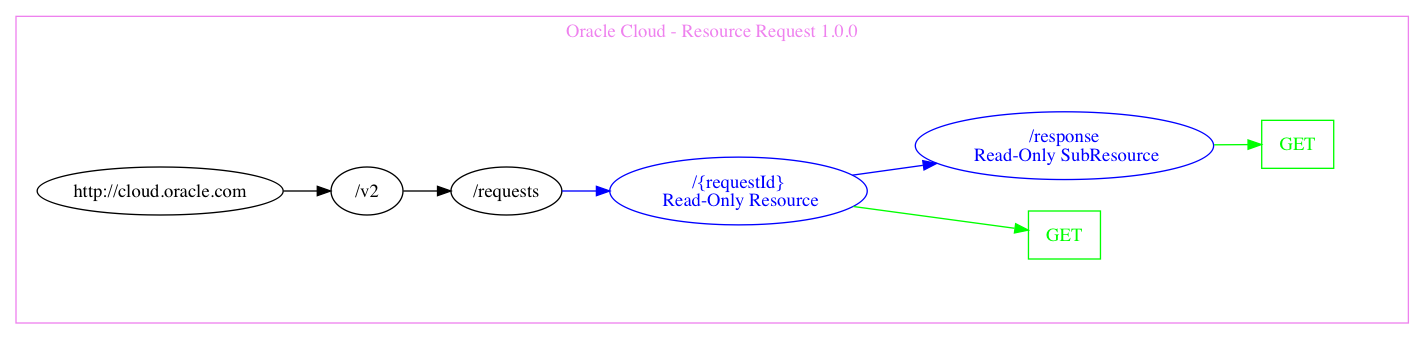 Oracle Cloud - Resource Request 1.0.0
http://cloud.oracle.com
/v2
/requests
/{requestId}
Read-Only Resource
/response
Read-Only SubResource
GET
GET